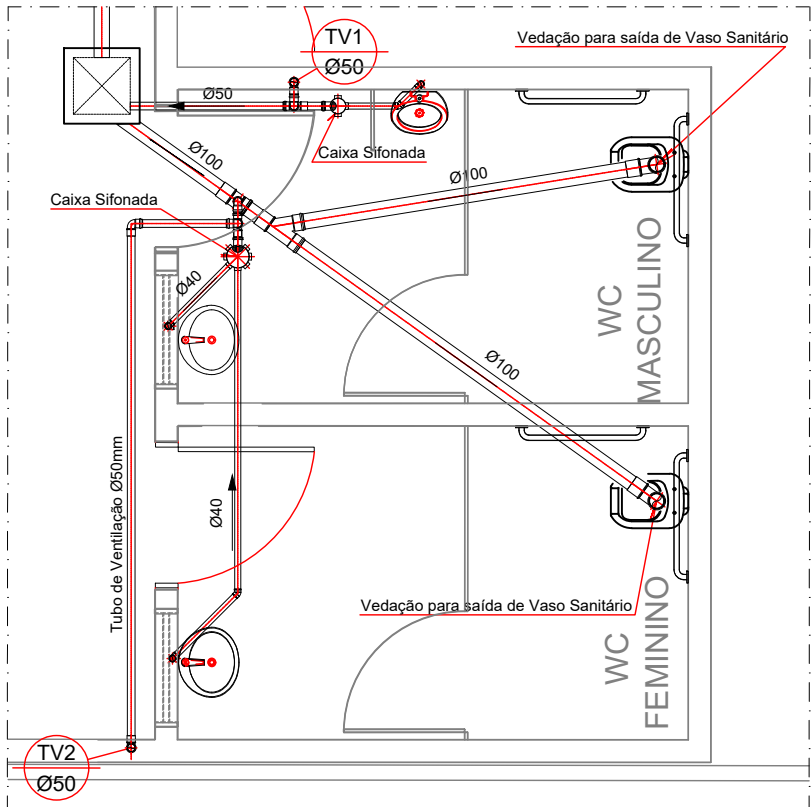 TV1
Ø50
Vedação para saída de Vaso Sanitário
Ø50
Caixa Sifonada
Ø100
Ø100
Caixa Sifonada
Ø40
WC
MASCULINO
Ø100
Tubo de Ventilação Ø50mm
Ø40
Vedação para saída de Vaso Sanitário
WC
FEMININO
TV2
Ø50